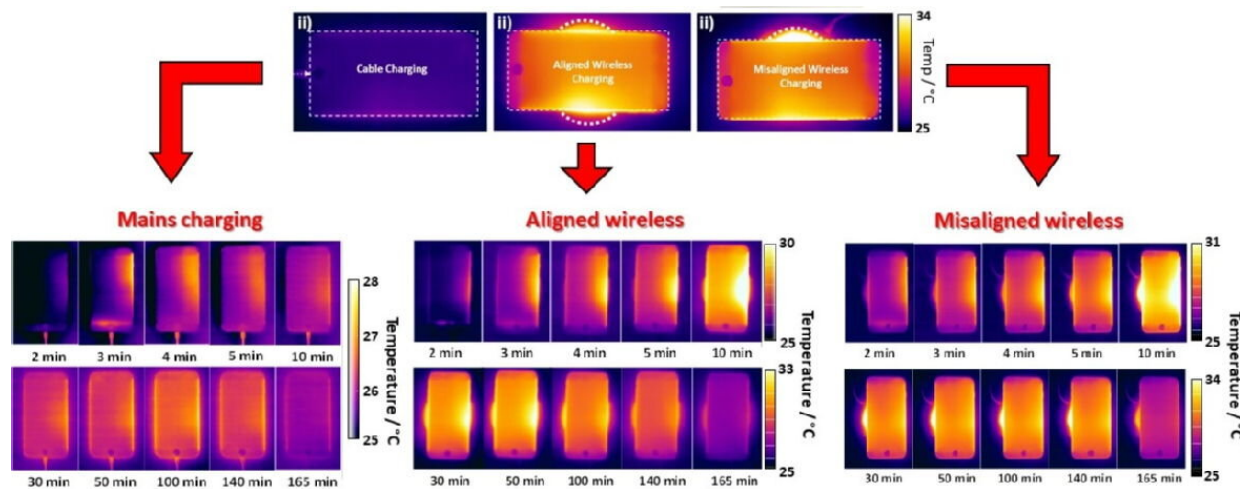 ii)
Cable Charging
ii)
Aligned Wireless
Charging
ii)
Misaligned Wireless
Charging
34
Temp / °C
25
Mains charging
2 min 3 min 4 min 5 min 10 min
30 min 50 min 100 min 140 min 165 min
28
27
26
25
Temperature / °C
Aligned wireless
2 min 3 min 4 min 5 min 10 min
30 min 50 min 100 min 140 min 165 min
30
25
33
25
Temperature / °C
Misaligned wireless
2 min 3 min 4 min 5 min 10 min
30 min 50 min 100 min 140 min 165 min
31
25
34
25
Temperature / °C